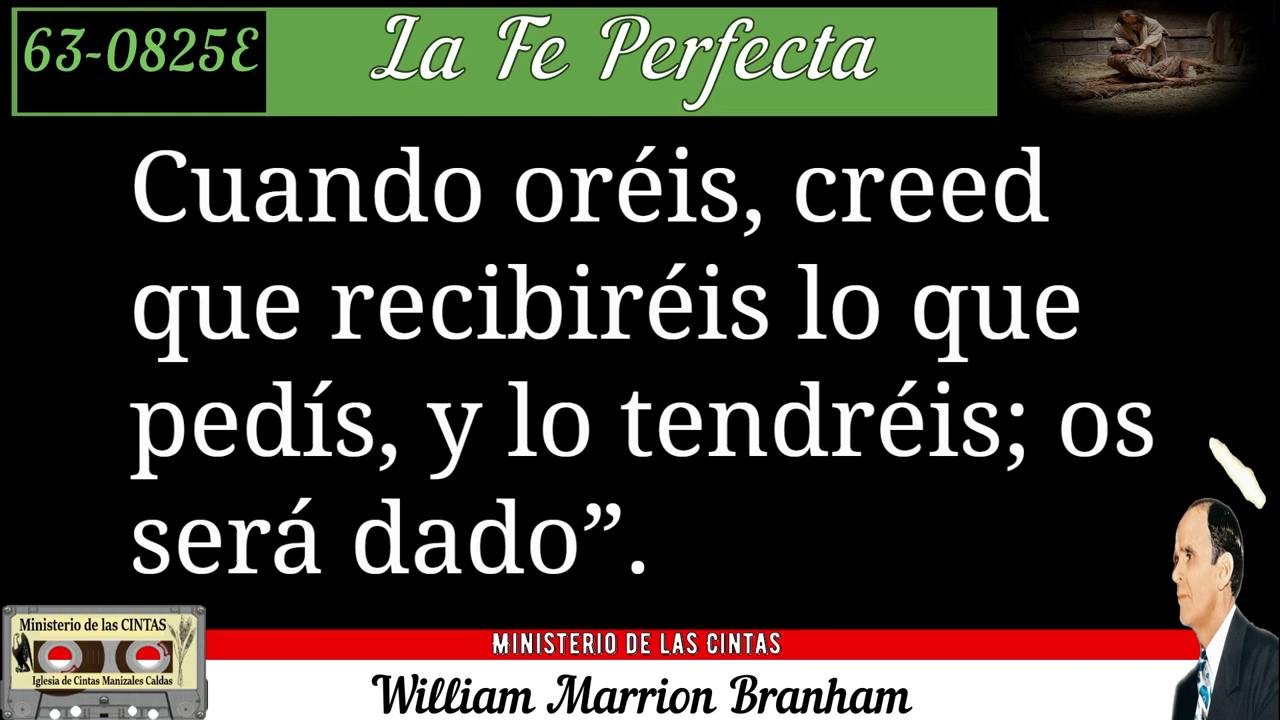 63-0825E
La Fe Perfecta
Cuando oréis, creed
que recibiréis lo que
pedís, y lo tendréis; os
será dado”.
Ministerio de las CINTAS
Iglesia de Cintas Manizales Caldas
MINISTERIO DE LAS CINTAS
William Marrion Branham